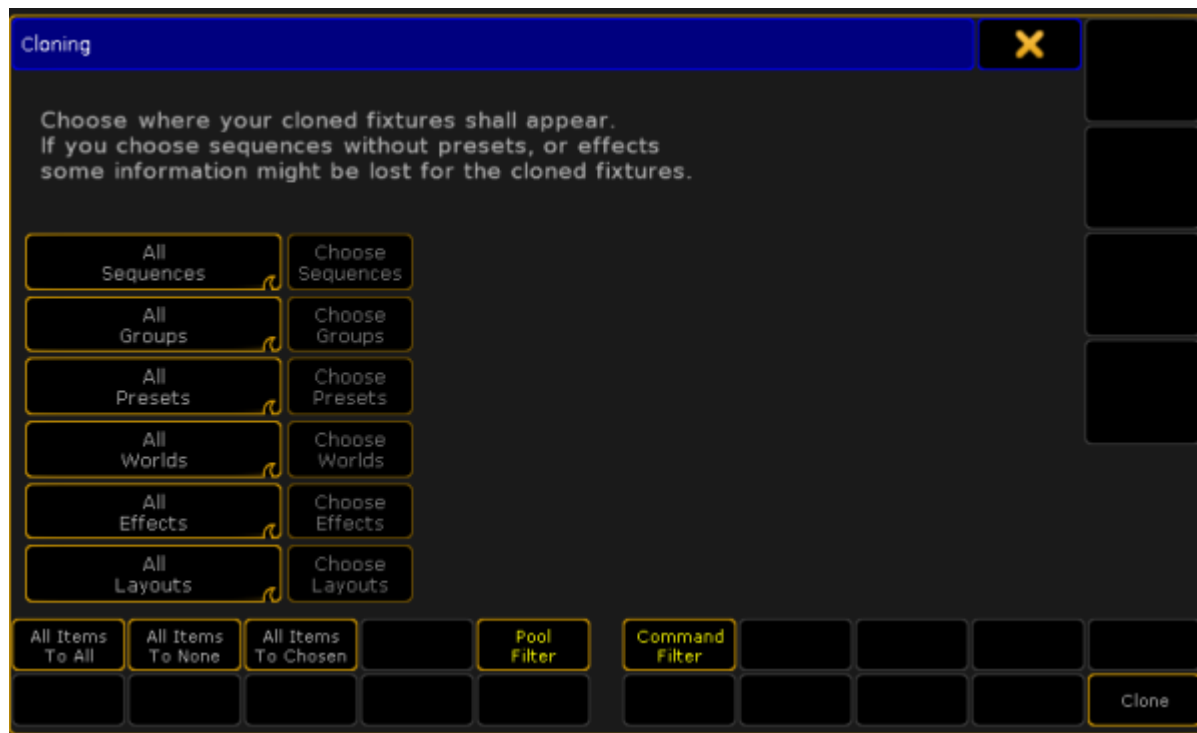 Cloning
Choose where your cloned fixtures shall appear.
If you choose sequences without presets, or effects
some information might be lost for the cloned fixtures.
All
Sequences
Choose
Sequences
All
Groups
Choose
Groups
All
Presets
Choose
Presets
All
Worlds
Choose
Worlds
All
Effects
Choose
Effects
All
Layouts
Choose
Layouts
All Items
To All
All Items
To None
All Items
To Chosen
Pool
Filter
Command
Filter
Clone